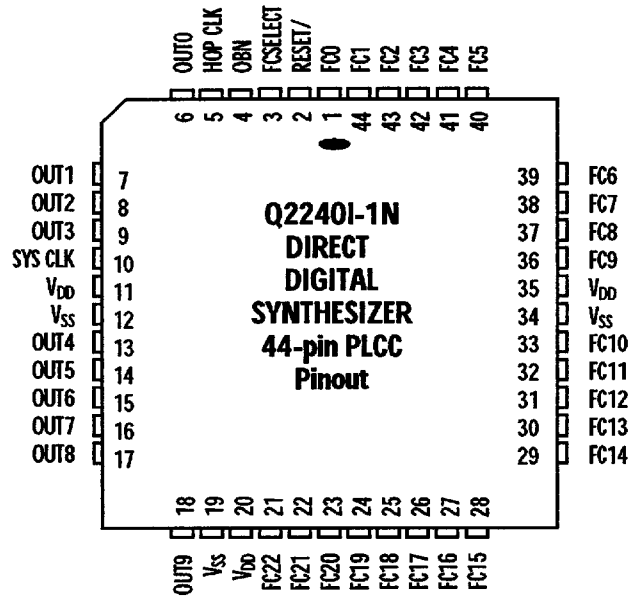 OUT0 HOP CLK OBN FCSELECT RESET/ FC0 FC1 FC2 FC3 FC4 FC5
6 5 4 3 2 1 44 43 42 41 40
OUT1 7 39 FC6
OUT2 8 38 FC7
OUT3 9 37 FC8
SYS CLK 10 36 FC9
VDD 11 35 VDD
VSS 12 34 VSS
OUT4 13 33 FC10
OUT5 14 32 FC11
OUT6 15 31 FC12
OUT7 16 30 FC13
OUT8 17 29 FC14
Q2240I-1N
DIRECT
DIGITAL
SYNTHESIZER
44-pin PLCC
Pinout
18 19 20 21 22 23 24 25 26 27 28
OUT9 VSS VDD FC22 FC21 FC20 FC19 FC18 FC17 FC16 FC15